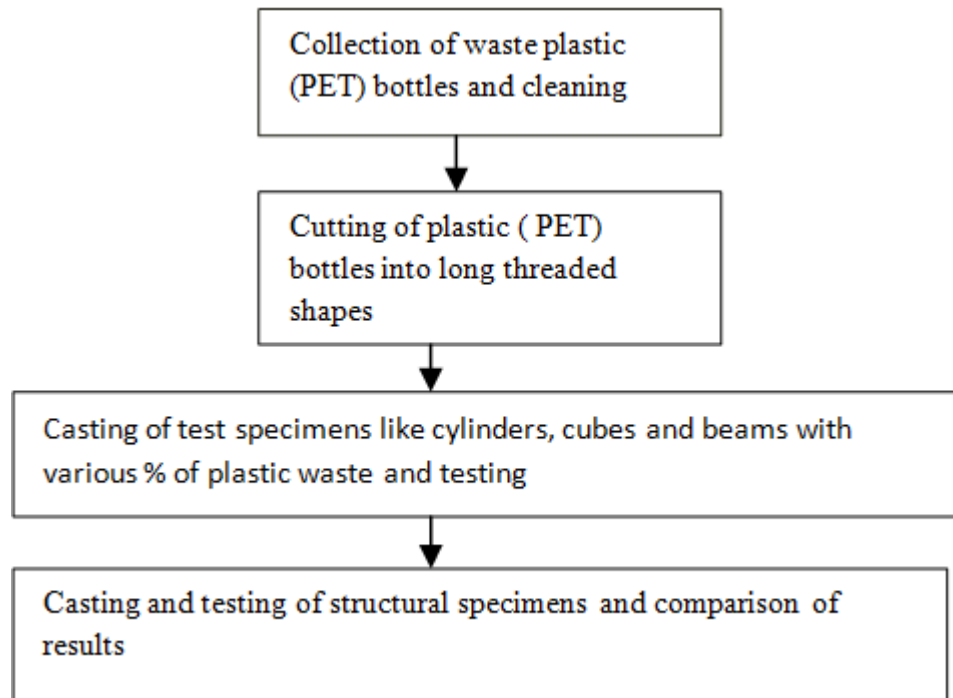 Collection of waste plastic
(PET) bottles and cleaning
Cutting of plastic ( PET)
bottles into long threaded
shapes
Casting of test specimens like cylinders, cubes and beams with
various % of plastic waste and testing
Casting and testing of structural specimens and comparison of
results